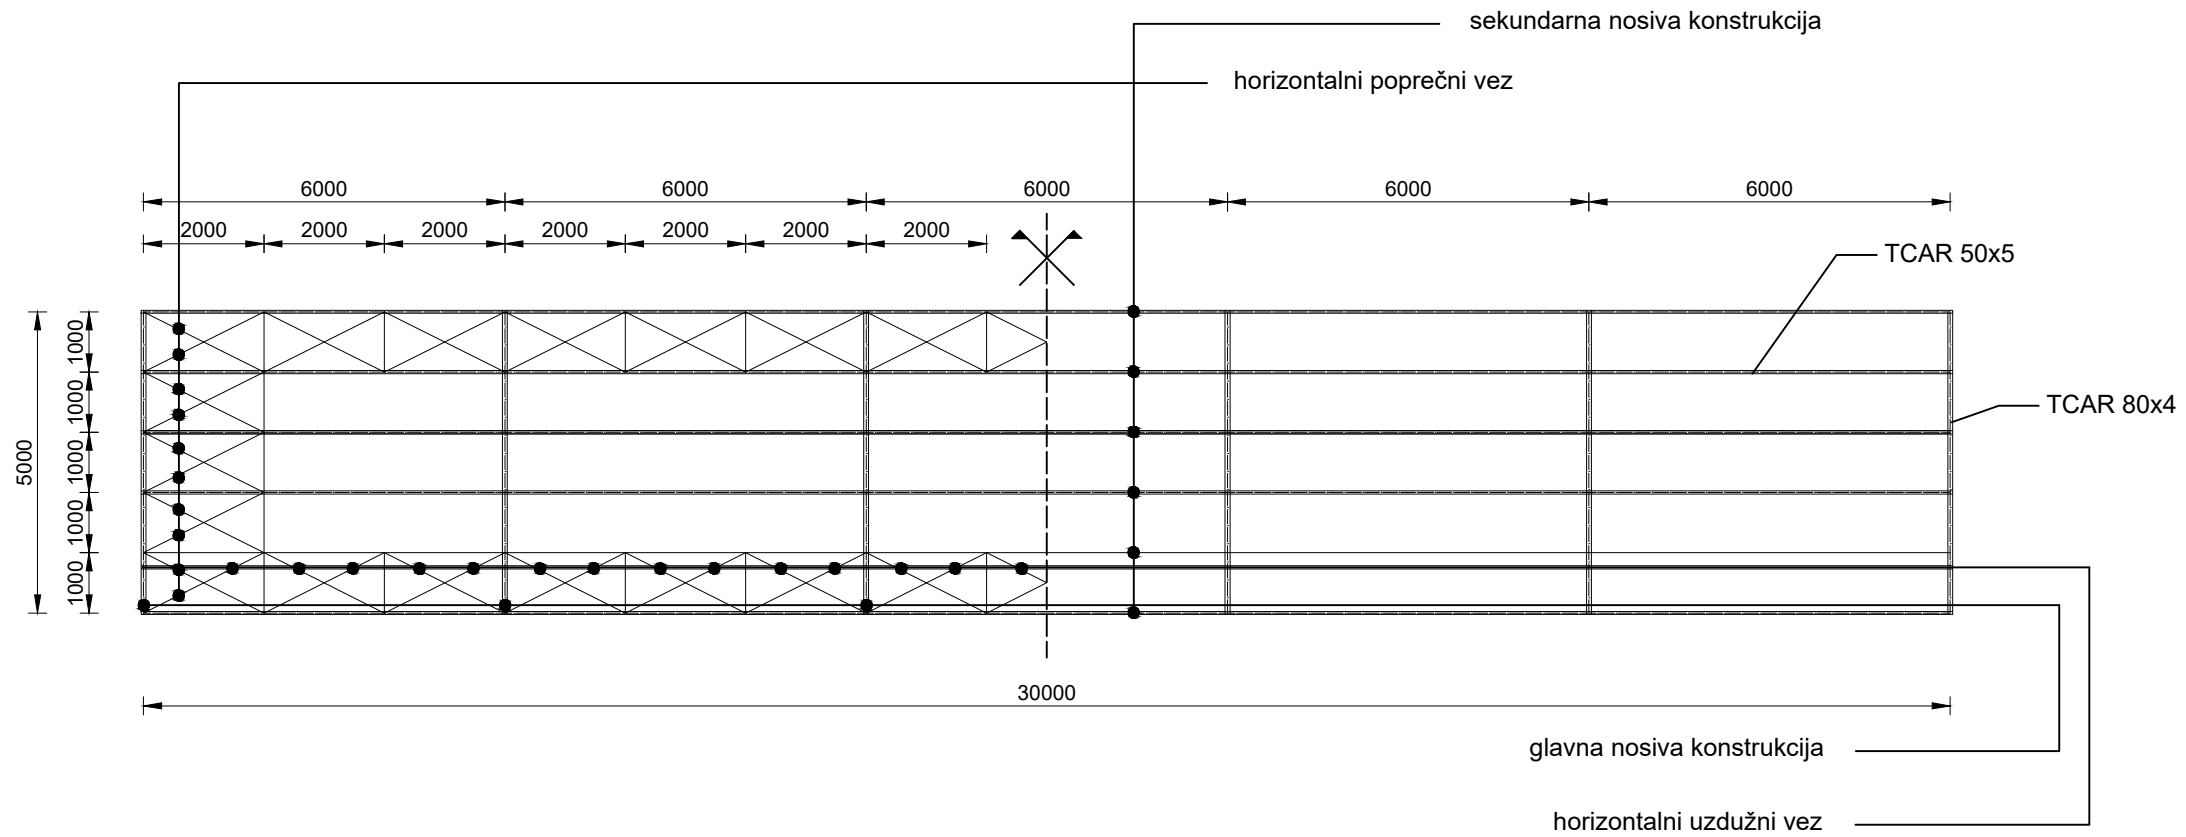 sekundarna nosiva konstrukcija
horizontalni poprečni vez
6000 6000 6000 6000 6000
2000 2000 2000 2000 2000 2000 2000
TCAR 50x5
TCAR 80x4
1000
1000
1000
1000
1000
5000
30000
glavna nosiva konstrukcija
horizontalni uzdužni vez